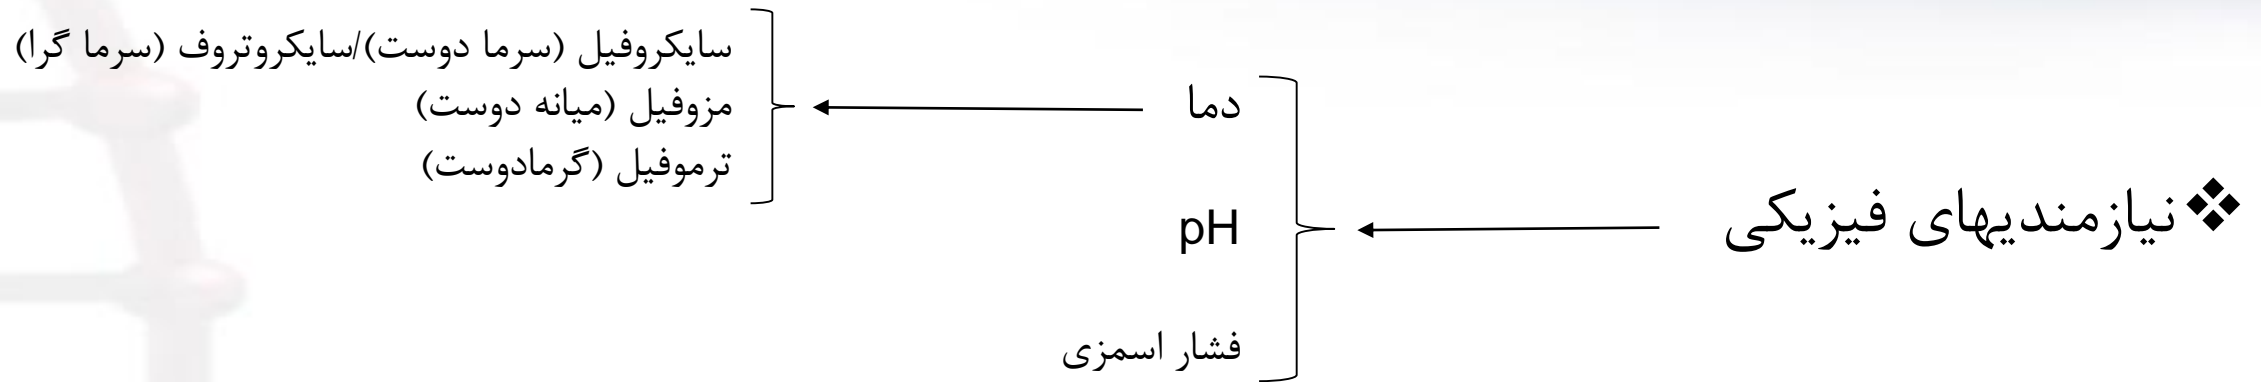 ❖نیازمندیهای فیزیکی
دما
pH
فشار اسمزی
سایکروفیل (سرما دوست)/سایکروتروف (سرما گرا)
مزوفیل (میانه دوست)
ترموفیل (گرمادوست)